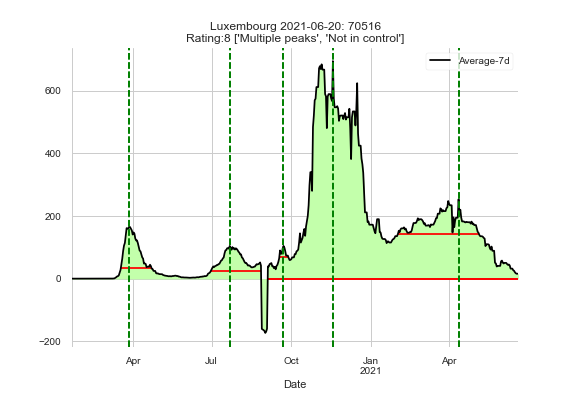 Luxembourg 2021-06-20: 70516
Rating:8 ['Multiple peaks', 'Not in control']
Average-7d
600
400
200
0
−200
Apr Jul Oct Jan Apr
2021
Date